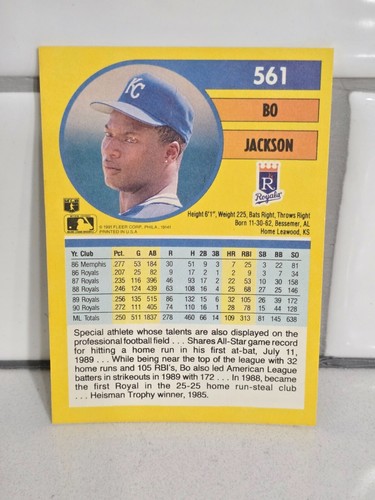 KC
561
BO
JACKSON
R
Royals
Height 6'1", Weight 225, Bats Right, Throws Right
Born 11-30-62, Bessemer, AL
Home Leawood, KS
© 1991 FLEER CORP. PHILA., 19141
PRINTED IN U.S.A.
Yr. Club Pct. G AB R H 2B 3B HR RBI SB BB SO
86 Memphis 277 53 184 30 51 9 3 7 25 3 22 81
86 Royals 207 25 82 9 17 2 1 2 9 3 7 34
87 Royals 235 116 396 46 93 17 2 22 53 10 30 158
88 Royals 246 124 439 63 108 16 4 25 68 27 25 146
89 Royals 256 135 515 86 132 15 6 32 105 26 39 172
90 Royals 272 111 405 74 110 16 1 28 78 15 44 128
ML Totals 250 511 1837 278 460 66 14 109 313 81 145 638
Special athlete whose talents are also displayed on the
professional football field . . . Shares All-Star game record
for hitting a home run in his first at-bat, July 11,
1989 . . . While being near the top of the league with 32
home runs and 105 RBI's, Bo also led American League
batters in strikeouts in 1989 with 172 . . . In 1988, became the
first Royal in the 25-25 home run-steal club
. . . Heisman Trophy winner, 1985.